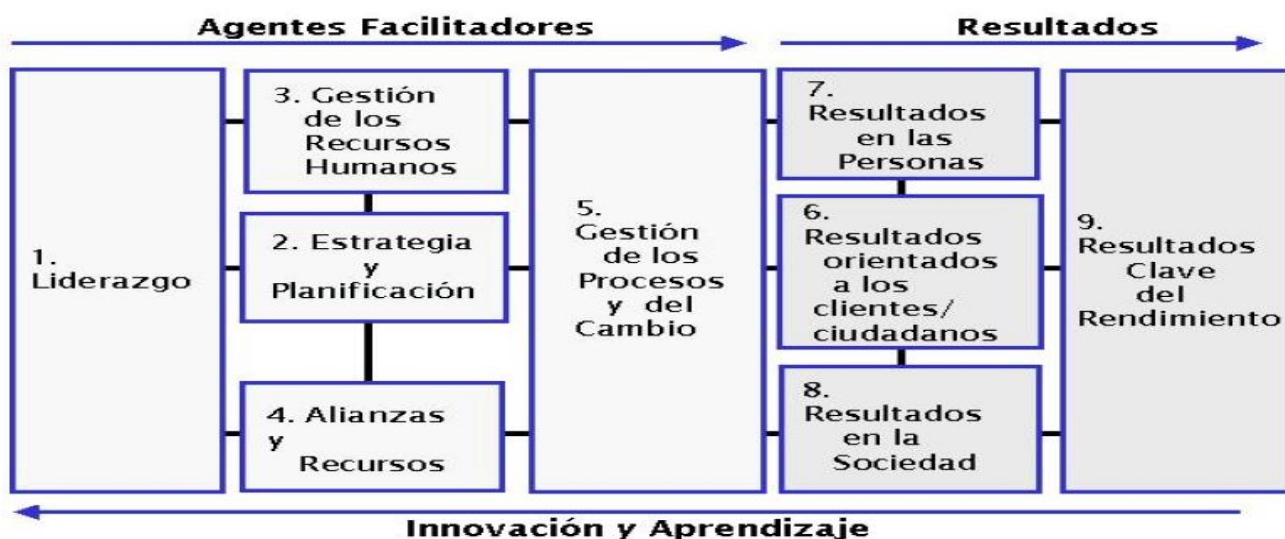 Agentes Facilitadores
Resultados
1.
Liderazgo
3. Gestión
de los
Recursos
Humanos
2. Estrategia
y
Planificación
4. Alianzas
y
Recursos
5.
Gestión
de los
Procesos
y del
Cambio
7.
Resultados
en las
Personas
6.
Resultados
orientados
a los
clientes/
ciudadanos
8.
Resultados
en la
Sociedad
9.
Resultados
Clave
del
Rendimiento
Innovación y Aprendizaje